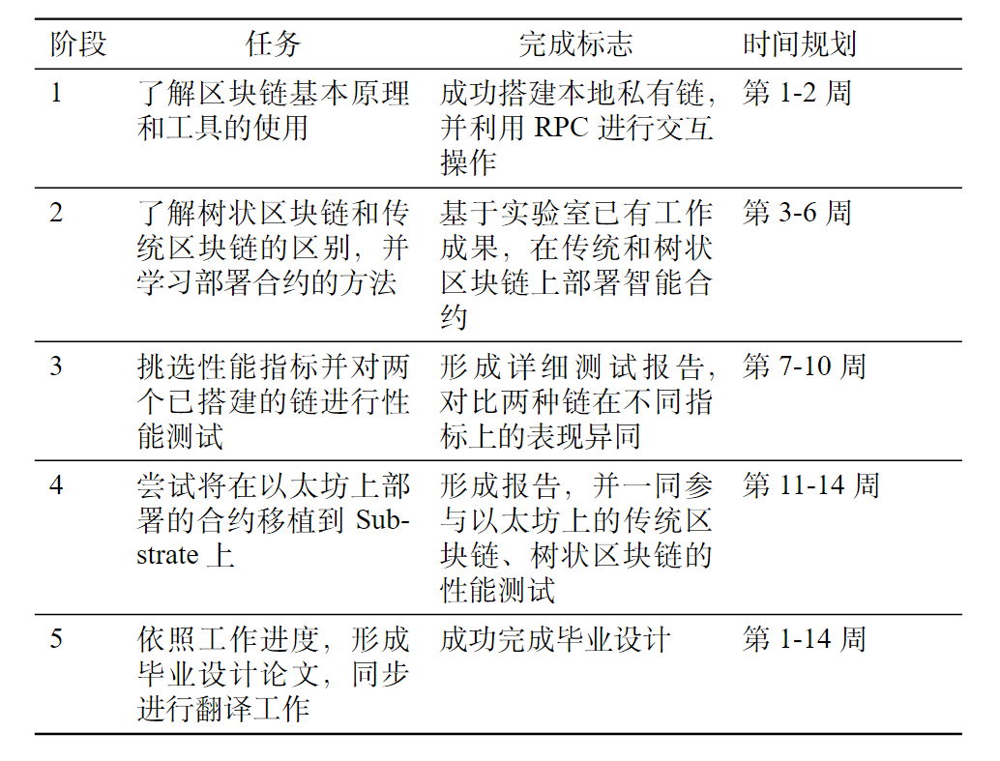 阶段 任务 完成标志 时间规划
1 了解区块链基本原理 成功搭建本地私有链, 第 1-2 周
和工具的使用 并利用 RPC 进行交互
操作
2 了解树状区块链和传 基于实验室已有工作 第 3-6 周
统区块链的区别，并 成果，在传统和树状
学习部署合约的方法 区块链上部署智能合
约
3 挑选性能指标并对两 形成详细测试报告, 第 7-10 周
个已搭建的链进行性 对比两种链在不同指
能测试 标上的表现异同
4 尝试将在以太坊上部 形成报告，并一同参 第 11-14 周
署的合约移植到 Sub- 与以太坊上的传统区
strate 上 块链、树状区块链的
性能测试
5 依照工作进度，形成 成功完成毕业设计 第 1-14 周
毕业设计论文，同步
进行翻译工作